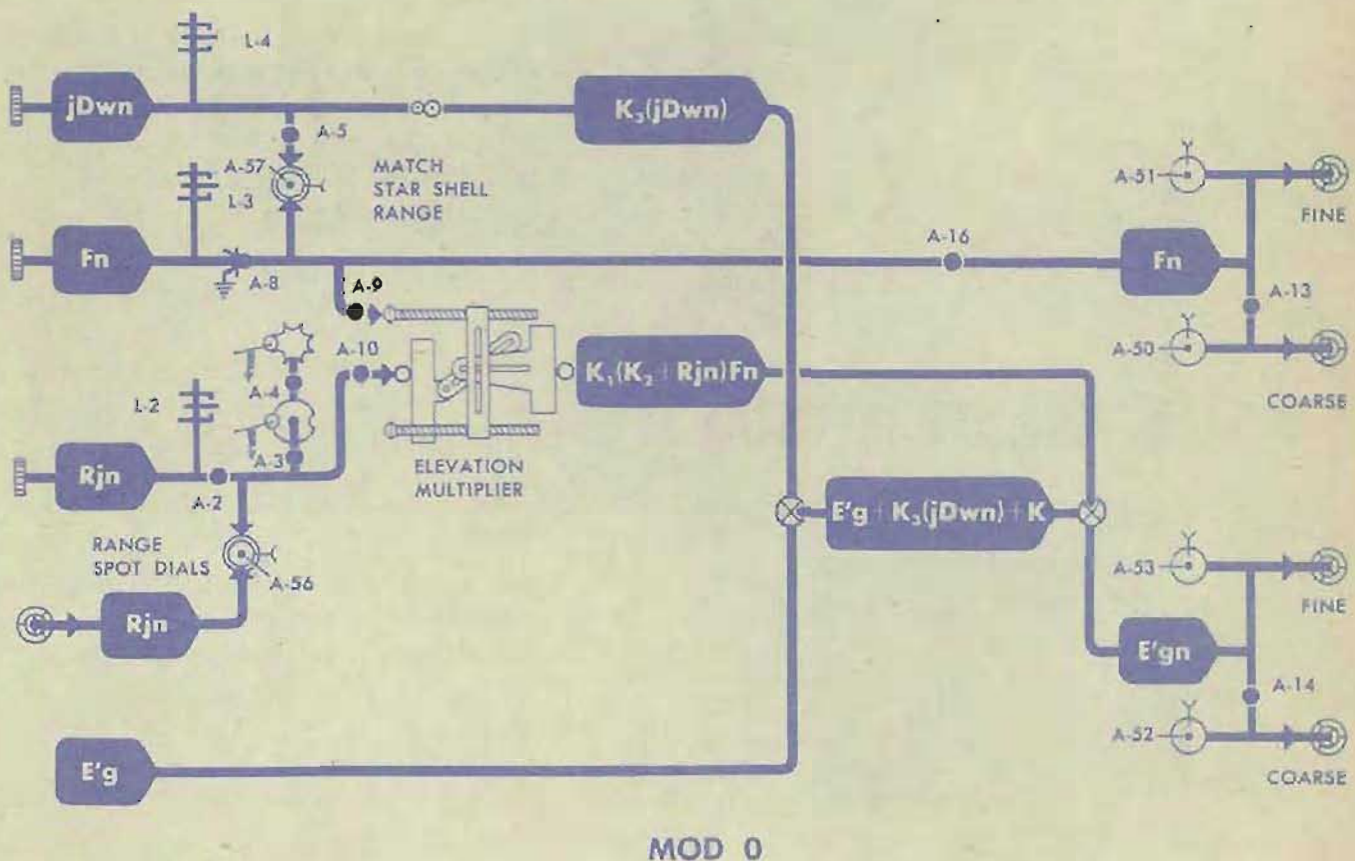 L-4
jDwn
K₃(jDwn)
A-5
A-57
MATCH
STAR SHELL
RANGE
L-3
Fn
A-8
A-16
Fn
A-51
FINE
A-13
A-50
COARSE
A-9
A-10
K₁(K₂ + Rjn)Fn
A-4
L-2
A-3
Rjn
A-2
ELEVATION
MULTIPLIER
RANGE
SPOT DIALS
A-56
Rjn
E'g + K₃(jDwn) + K
A-53
FINE
E'gn
A-14
A-52
COARSE
E'g
MOD 0